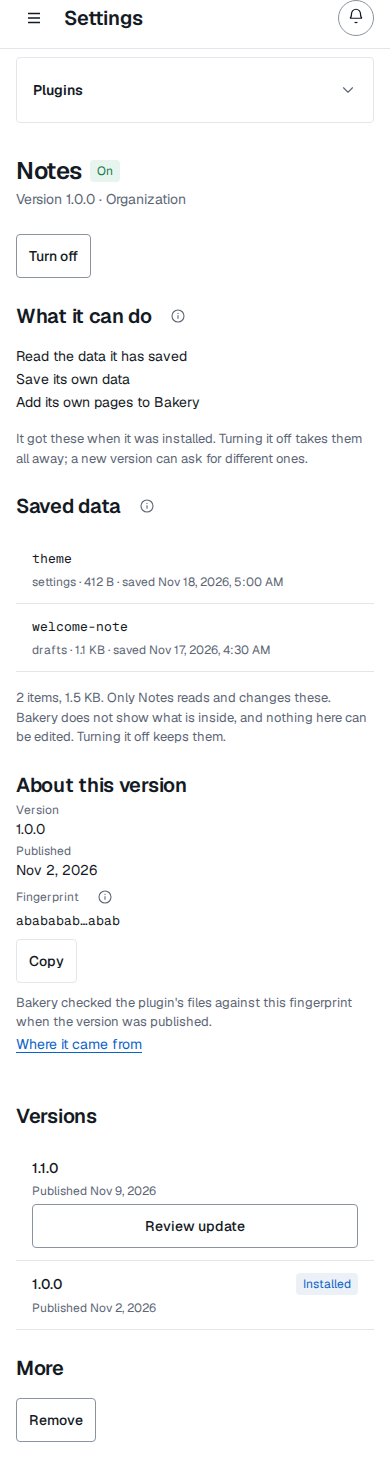 Settings
Plugins
Notes On
Version 1.0.0 · Organization
Turn off
What it can do
Read the data it has saved
Save its own data
Add its own pages to Bakery
It got these when it was installed. Turning it off takes them
all away; a new version can ask for different ones.
Saved data
theme
settings · 412 B · saved Nov 18, 2026, 5:00 AM
welcome-note
drafts · 1.1 KB · saved Nov 17, 2026, 4:30 AM
2 items, 1.5 KB. Only Notes reads and changes these.
Bakery does not show what is inside, and nothing here can
be edited. Turning it off keeps them.
About this version
Version
1.0.0
Published
Nov 2, 2026
Fingerprint
abababab…abab
Copy
Bakery checked the plugin's files against this fingerprint
when the version was published.
Where it came from
Versions
1.1.0
Published Nov 9, 2026
Review update
1.0.0 Installed
Published Nov 2, 2026
More
Remove